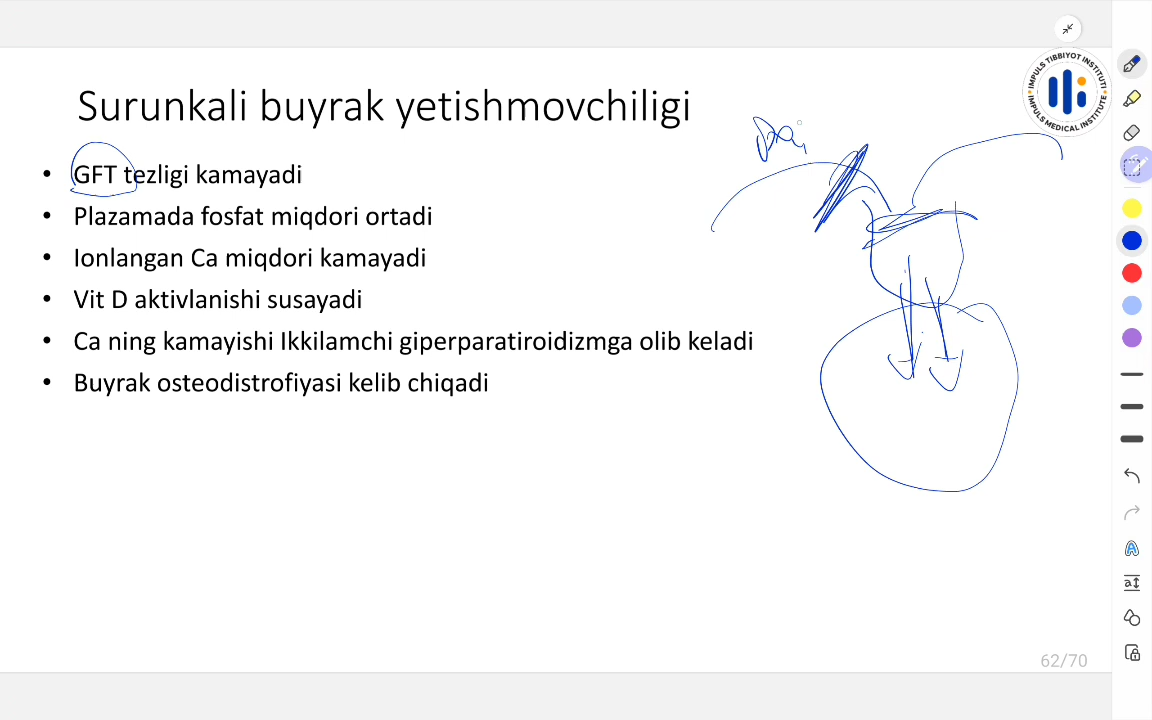 IMPULS TIBBIYOT INSTITUTI
IMPULS MEDICAL INSTITUTE
Surunkali buyrak yetishmovchiligi
• GFT tezligi kamayadi
• Plazamada fosfat miqdori ortadi
• Ionlangan Ca miqdori kamayadi
• Vit D aktivlanishi susayadi
• Ca ning kamayishi Ikkilamchi giperparatiroidizmga olib keladi
• Buyrak osteodistrofiyasi kelib chiqadi
62/70